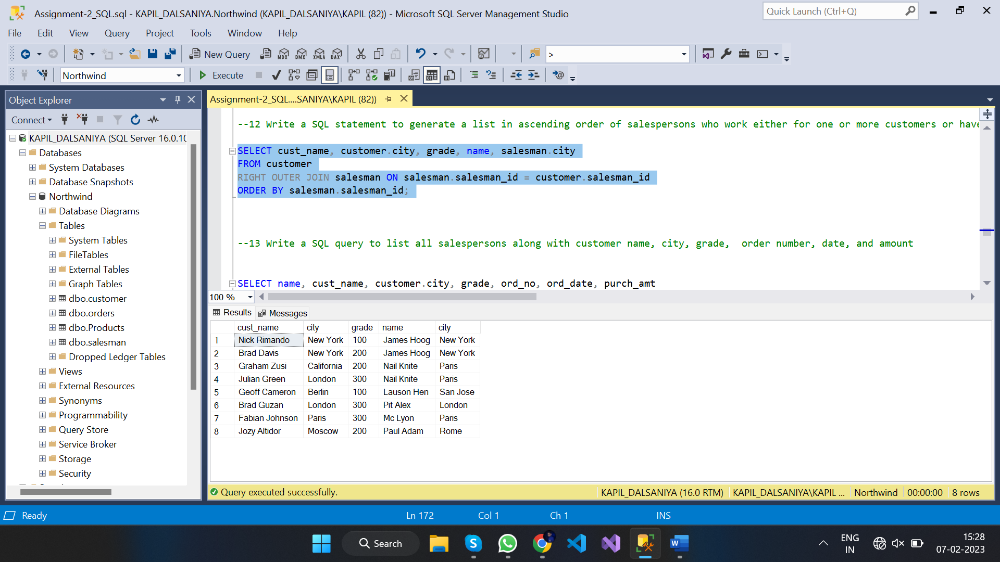 Assignment-2_SQL.sql - KAPIL_DALSANIYA.Northwind (KAPIL_DALSANIYA\KAPIL (82)) - Microsoft SQL Server Management Studio
Quick Launch (Ctrl+Q)
File Edit View Query Project Tools Window Help
New Query MDX DMX XMLA DAX >
Northwind Execute
Object Explorer
Connect
KAPIL_DALSANIYA (SQL Server 16.0.10
Databases
System Databases
Database Snapshots
Northwind
Database Diagrams
Tables
System Tables
FileTables
External Tables
Graph Tables
dbo.customer
dbo.orders
dbo.Products
dbo.salesman
Dropped Ledger Tables
Views
External Resources
Synonyms
Programmability
Query Store
Service Broker
Storage
Security
Assignment-2_SQL....SANIYA\KAPIL (82))
--12 Write a SQL statement to generate a list in ascending order of salespersons who work either for one or more customers or have
SELECT cust_name, customer.city, grade, name, salesman.city
FROM customer
RIGHT OUTER JOIN salesman ON salesman.salesman_id = customer.salesman_id
ORDER BY salesman.salesman_id;
--13 Write a SQL query to list all salespersons along with customer name, city, grade,  order number, date, and amount
SELECT name, cust_name, customer.city, grade, ord_no, ord_date, purch_amt
100 %
Results Messages
cust_name city grade name city
1 Nick Rimando New York 100 James Hoog New York
2 Brad Davis New York 200 James Hoog New York
3 Graham Zusi California 200 Nail Knite Paris
4 Julian Green London 300 Nail Knite Paris
5 Geoff Cameron Berlin 100 Lauson Hen San Jose
6 Brad Guzan London 300 Pit Alex London
7 Fabian Johnson Paris 300 Mc Lyon Paris
8 Jozy Altidor Moscow 200 Paul Adam Rome
Query executed successfully. KAPIL_DALSANIYA (16.0 RTM) KAPIL_DALSANIYA\KAPIL ... Northwind 00:00:00 8 rows
Ready Ln 172 Col 1 Ch 1 INS
Search
ENG
IN
15:28
07-02-2023